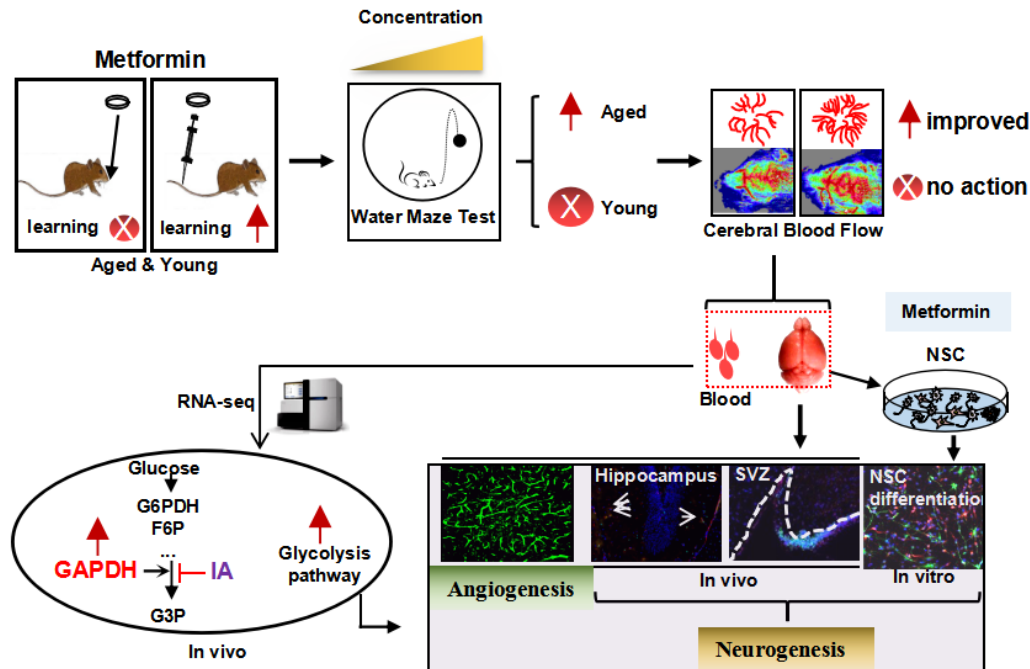 Concentration
Metformin
learning X
learning
Aged & Young
Water Maze Test
Aged
X Young
improved
X no action
Cerebral Blood Flow
Metformin
NSC
Blood
RNA-seq
Glucose
G6PDH
F6P
...
GAPDH
IA
G3P
Glycolysis
pathway
In vivo
Hippocampus
SVZ
NSC
differentiation
Angiogenesis
In vivo
In vitro
Neurogenesis